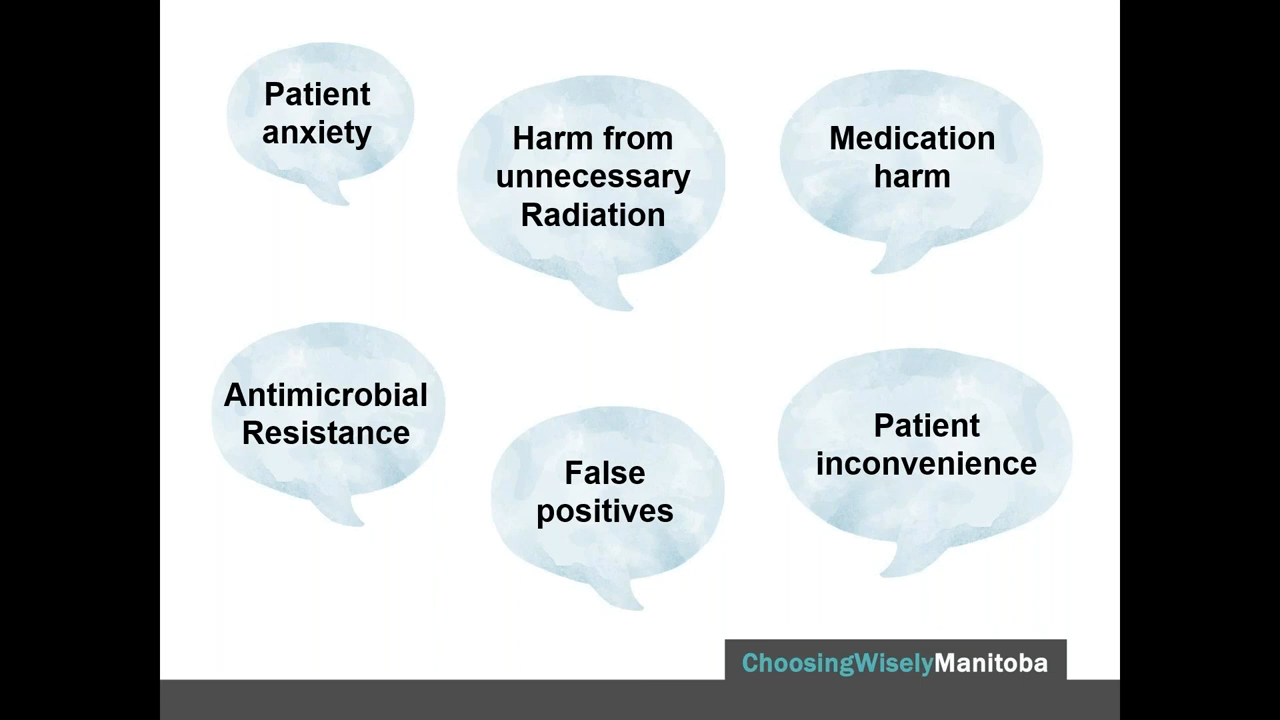 Patient
anxiety
Harm from
unnecessary
Radiation
Medication
harm
Antimicrobial
Resistance
False
positives
Patient
inconvenience
ChoosingWiselyManitoba